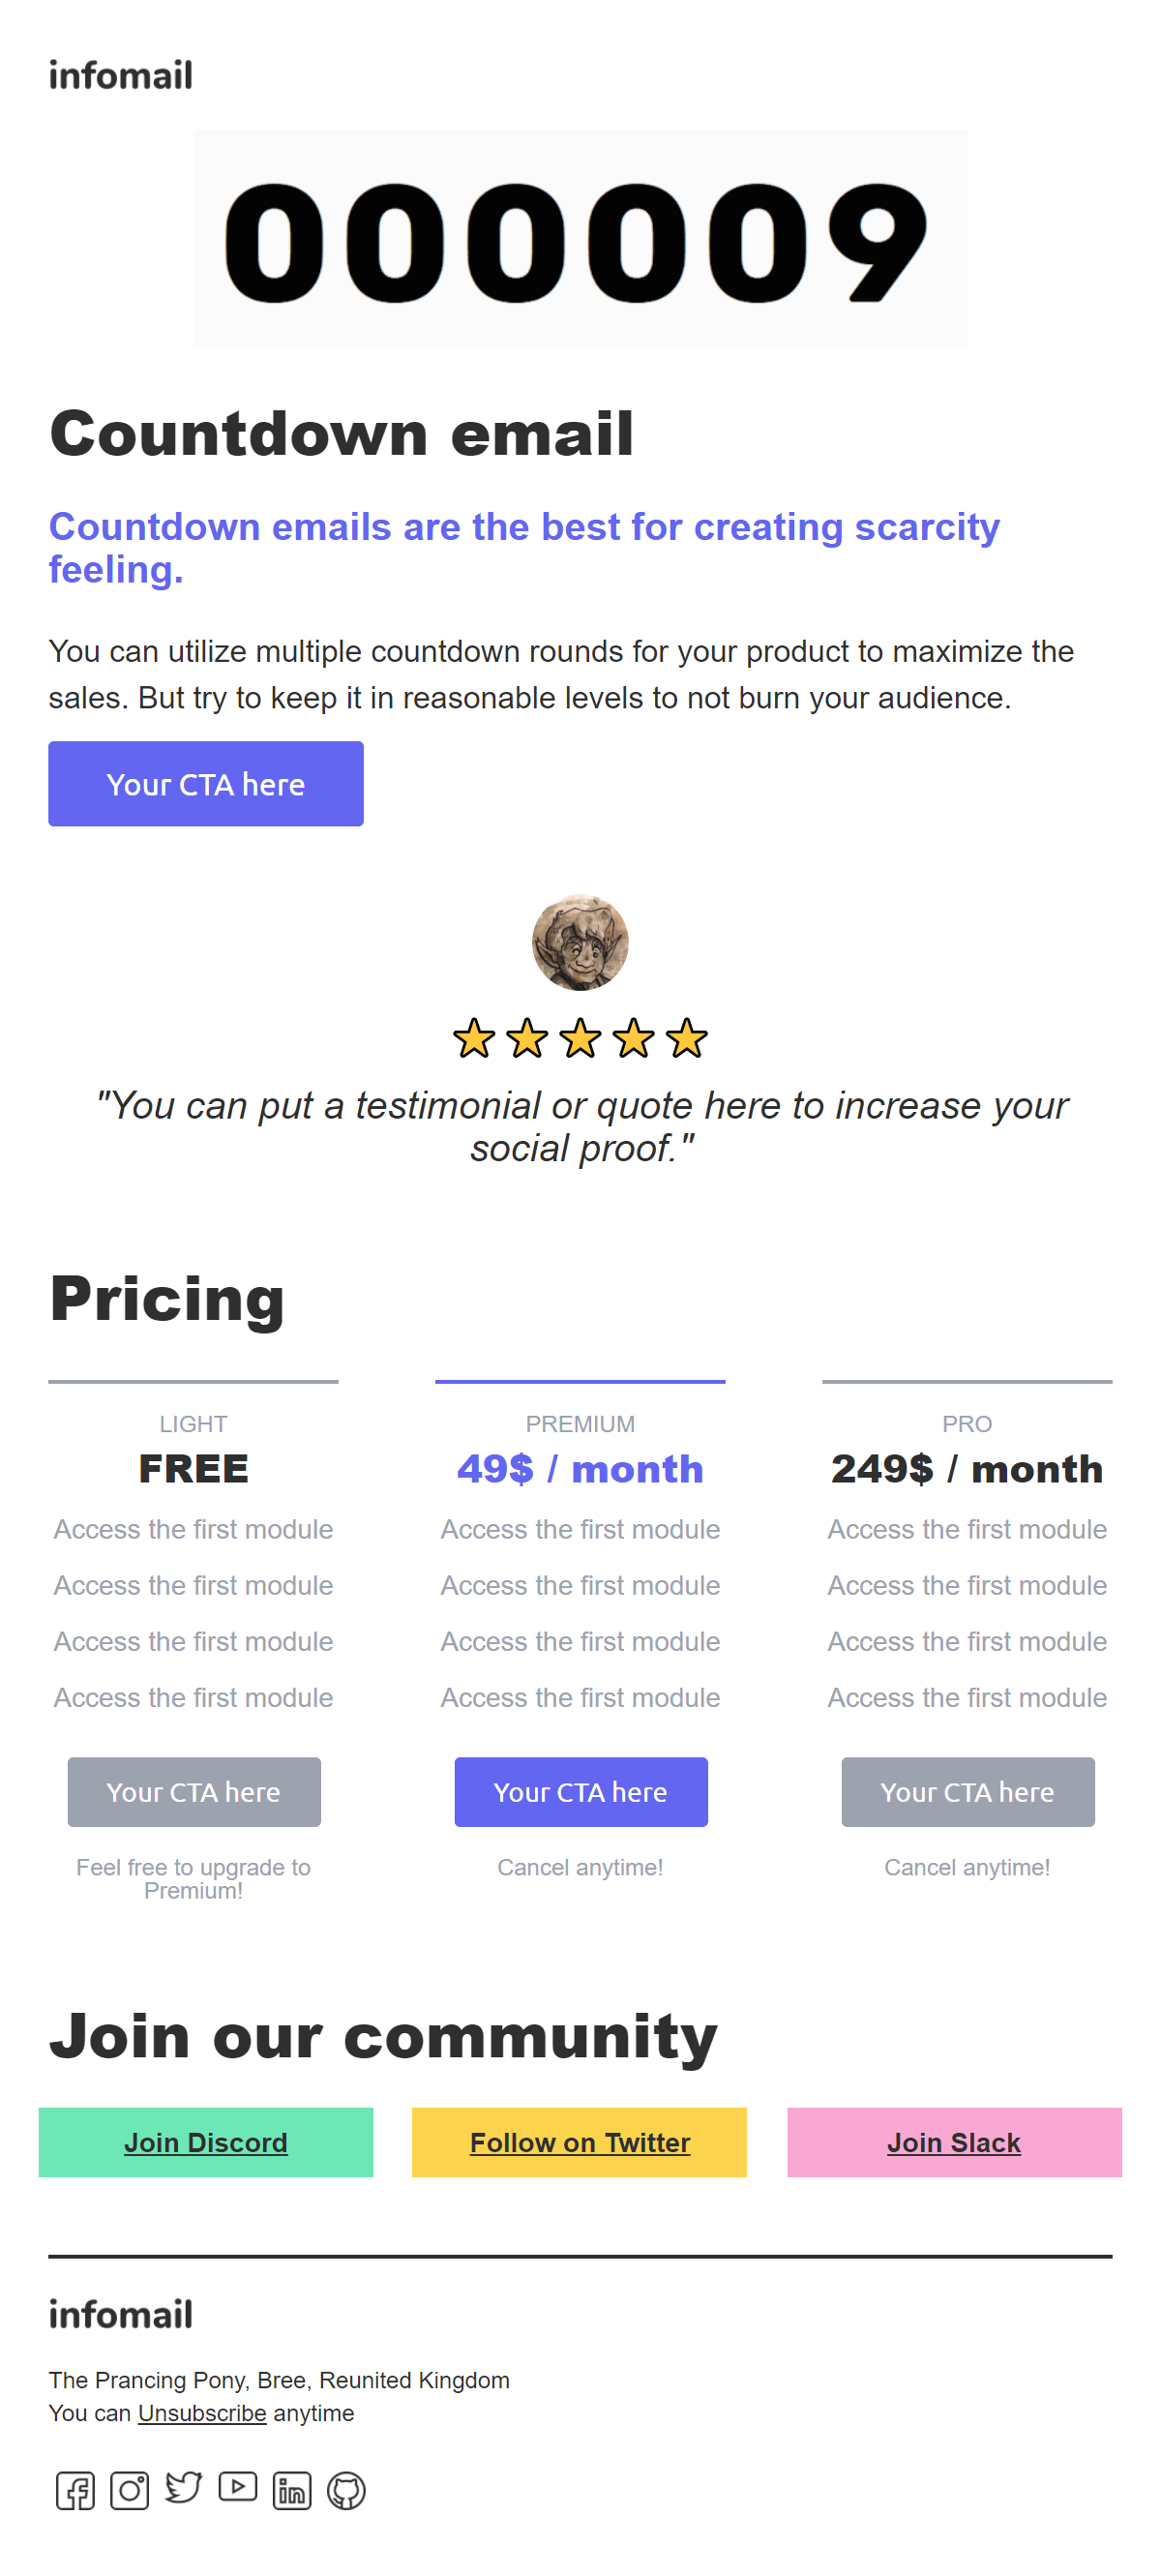 infomail
000009
Countdown email
Countdown emails are the best for creating scarcity
feeling.
You can utilize multiple countdown rounds for your product to maximize the
sales. But try to keep it in reasonable levels to not burn your audience.
Your CTA here
"You can put a testimonial or quote here to increase your
social proof."
Pricing
LIGHT
FREE
Access the first module
Access the first module
Access the first module
Access the first module
Your CTA here
Feel free to upgrade to
Premium!
PREMIUM
49$ / month
Access the first module
Access the first module
Access the first module
Access the first module
Your CTA here
Cancel anytime!
PRO
249$ / month
Access the first module
Access the first module
Access the first module
Access the first module
Your CTA here
Cancel anytime!
Join our community
Join Discord
Follow on Twitter
Join Slack
infomail
The Prancing Pony, Bree, Reunited Kingdom
You can Unsubscribe anytime